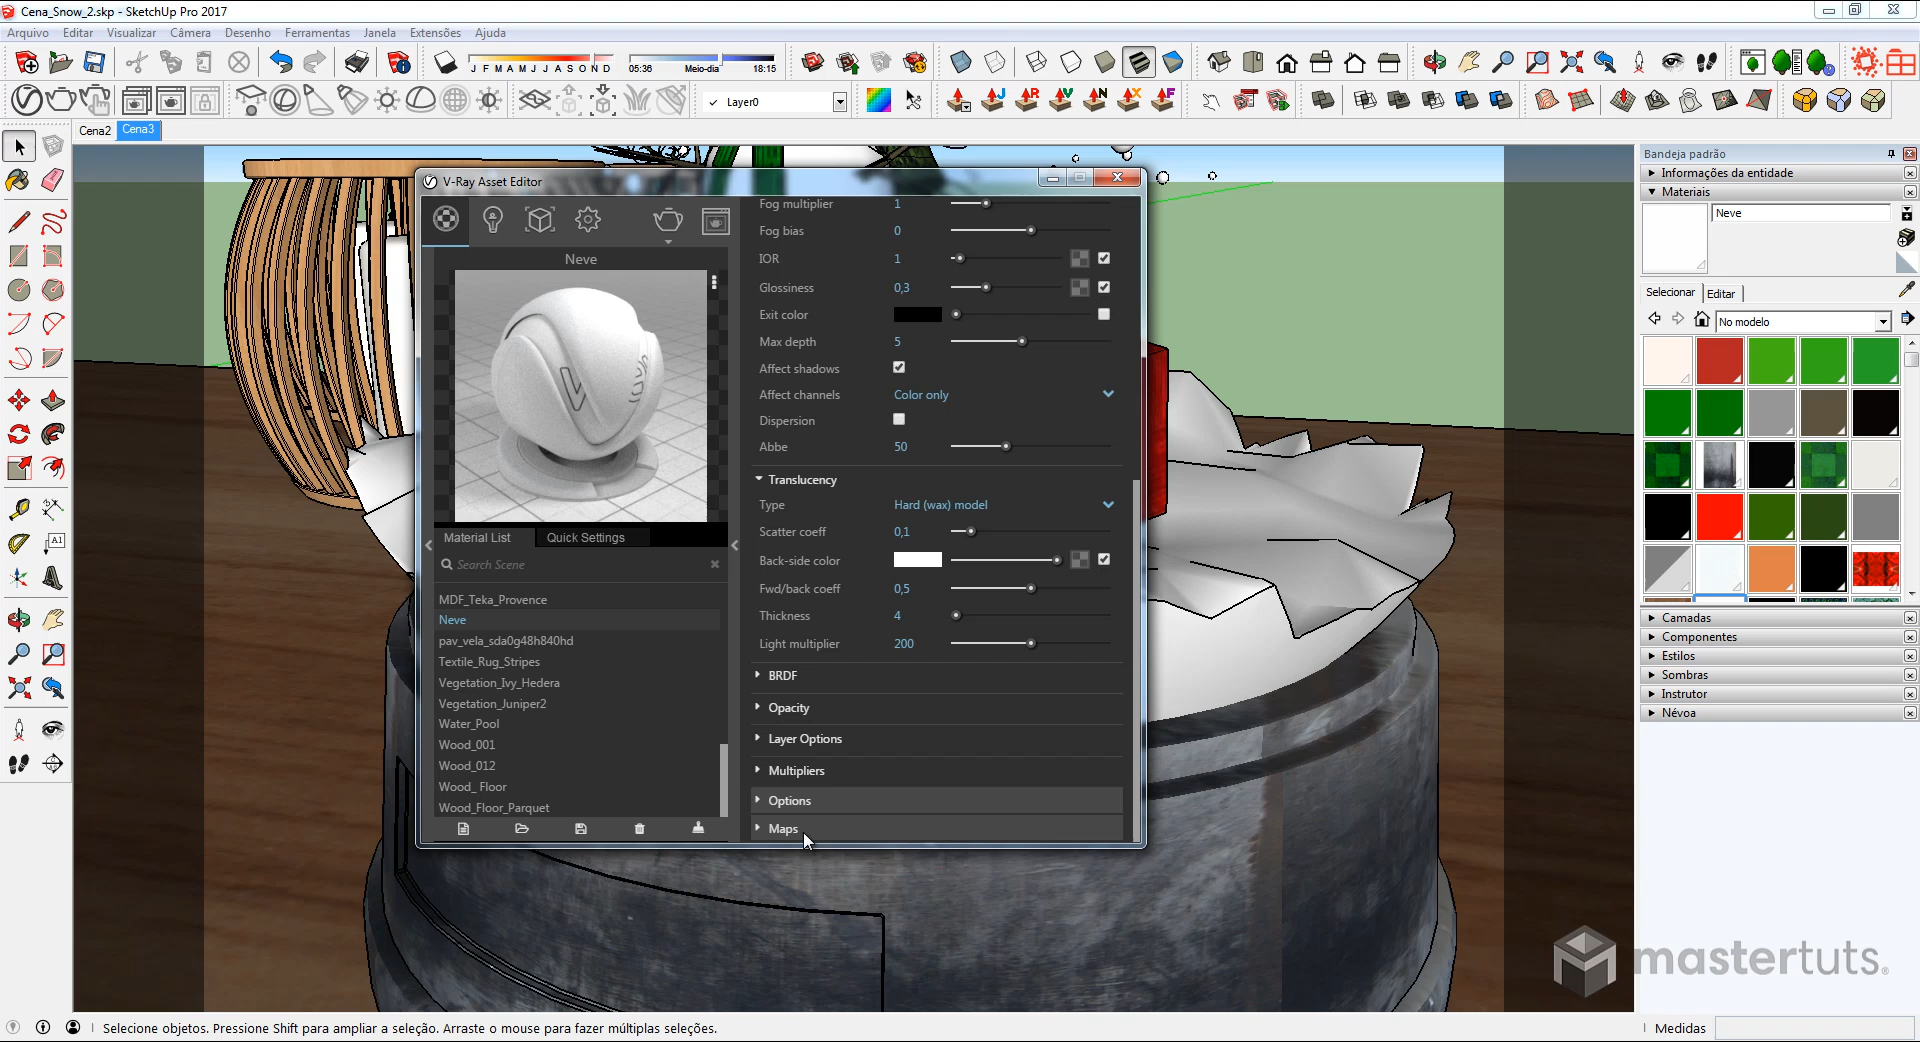 Cena_Snow_2.skp - SketchUp Pro 2017
Arquivo Editar Visualizar Câmera Desenho Ferramentas Janela Extensões Ajuda
J F M A M J J A S O N D
05:36 Meio-dia 18:15
Layer0
J R V N X F
Cena2 Cena3
A1
V-Ray Asset Editor
Neve
Material List Quick Settings
Search Scene
MDF_Teka_Provence
Neve
pav_vela_sda0g48h840hd
Textile_Rug_Stripes
Vegetation_Ivy_Hedera
Vegetation_Juniper2
Water_Pool
Wood_001
Wood_012
Wood_ Floor
Wood_Floor_Parquet
Fog multiplier 1
Fog bias 0
IOR 1
Glossiness 0,3
Exit color
Max depth 5
Affect shadows
Affect channels Color only
Dispersion
Abbe 50
Translucency
Type Hard (wax) model
Scatter coeff 0,1
Back-side color
Fwd/back coeff 0,5
Thickness 4
Light multiplier 200
BRDF
Opacity
Layer Options
Multipliers
Options
Maps
Bandeja padrão
Informações da entidade
Materiais
Neve
Selecionar Editar
No modelo
Camadas
Componentes
Estilos
Sombras
Instrutor
Névoa
mastertuts.
Selecione objetos. Pressione Shift para ampliar a seleção. Arraste o mouse para fazer múltiplas seleções.
Medidas